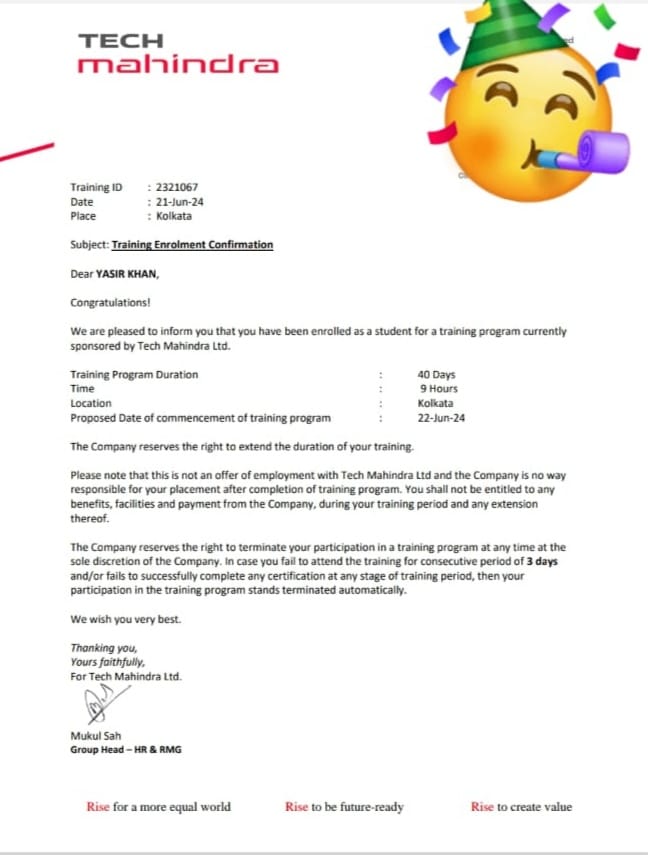 TECH
mahindra
Training ID : 2321067
Date : 21-Jun-24
Place : Kolkata
Subject: Training Enrolment Confirmation
Dear YASIR KHAN,
Congratulations!
We are pleased to inform you that you have been enrolled as a student for a training program currently
sponsored by Tech Mahindra Ltd.
Training Program Duration : 40 Days
Time : 9 Hours
Location : Kolkata
Proposed Date of commencement of training program : 22-Jun-24
The Company reserves the right to extend the duration of your training.
Please note that this is not an offer of employment with Tech Mahindra Ltd and the Company is no way
responsible for your placement after completion of training program. You shall not be entitled to any
benefits, facilities and payment from the Company, during your training period and any extension
thereof.
The Company reserves the right to terminate your participation in a training program at any time at the
sole discretion of the Company. In case you fail to attend the training for consecutive period of 3 days
and/or fails to successfully complete any certification at any stage of training period, then your
participation in the training program stands terminated automatically.
We wish you very best.
Thanking you,
Yours faithfully,
For Tech Mahindra Ltd.
Mukul Sah
Group Head – HR & RMG
Rise for a more equal world Rise to be future-ready Rise to create value